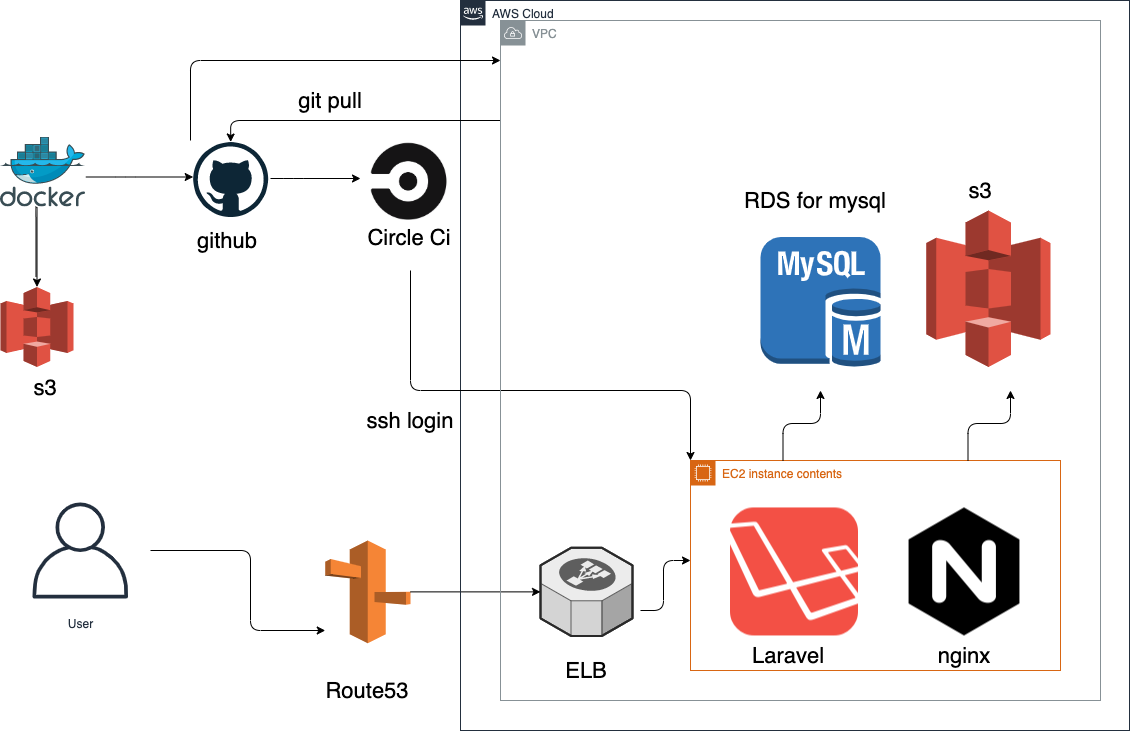 aws
AWS Cloud
VPC
git pull
docker
github
Circle Ci
s3
RDS for mysql
MySQL
M
s3
ssh login
EC2 instance contents
User
Route53
ELB
Laravel
N
nginx